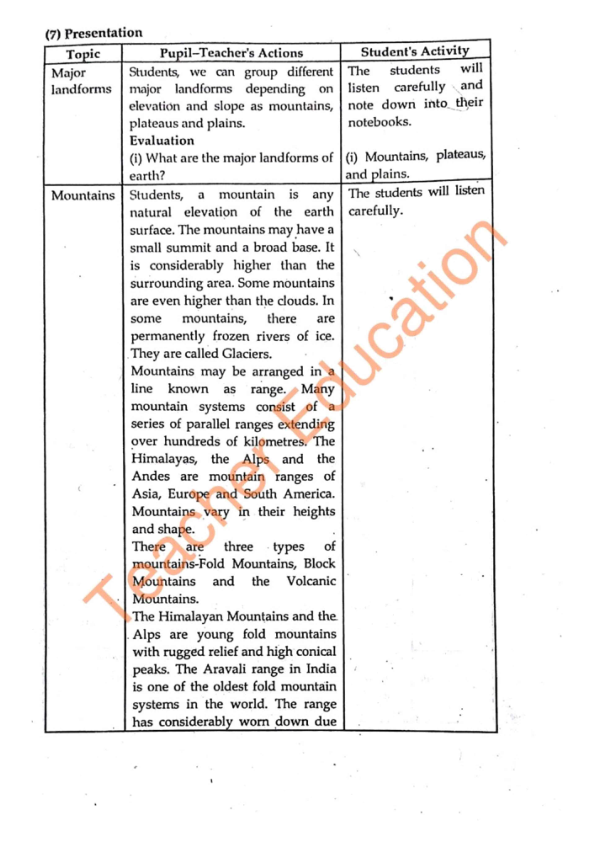 (7) Presentation
Topic
Pupil–Teacher's Actions
Student's Activity
Major
landforms
Students, we can group different
major landforms depending on
elevation and slope as mountains,
plateaus and plains.
Evaluation
(i) What are the major landforms of
earth?
The students will
listen carefully and
note down into their
notebooks.
(i) Mountains, plateaus,
and plains.
Mountains
Students, a mountain is any
natural elevation of the earth
surface. The mountains may have a
small summit and a broad base. It
is considerably higher than the
surrounding area. Some mountains
are even higher than the clouds. In
some mountains, there are
permanently frozen rivers of ice.
They are called Glaciers.
Mountains may be arranged in a
line known as range. Many
mountain systems consist of a
series of parallel ranges extending
over hundreds of kilometres. The
Himalayas, the Alps and the
Andes are mountain ranges of
Asia, Europe and South America.
Mountains vary in their heights
and shape.
There are three types of
mountains-Fold Mountains, Block
Mountains and the Volcanic
Mountains.
The Himalayan Mountains and the
Alps are young fold mountains
with rugged relief and high conical
peaks. The Aravali range in India
is one of the oldest fold mountain
systems in the world. The range
has considerably worn down due
The students will listen
carefully.
Teacher Education